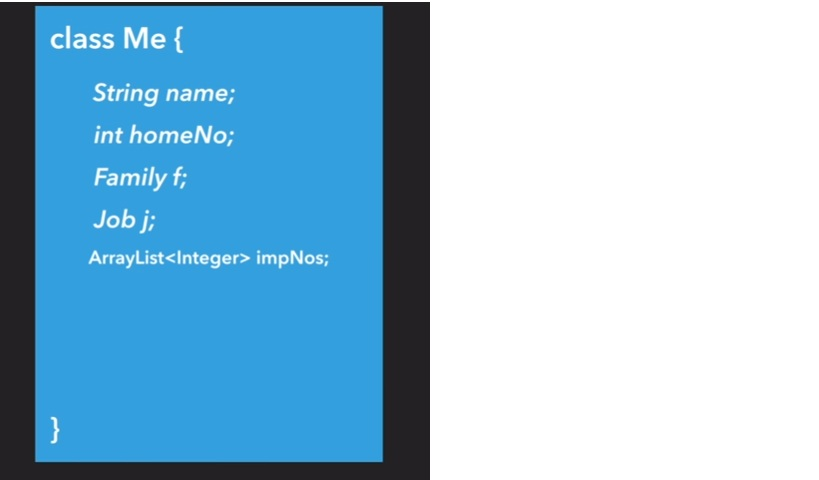 class Me {
String name;
int homeNo;
Family f;
Job j;
ArrayList<Integer> impNos;
}